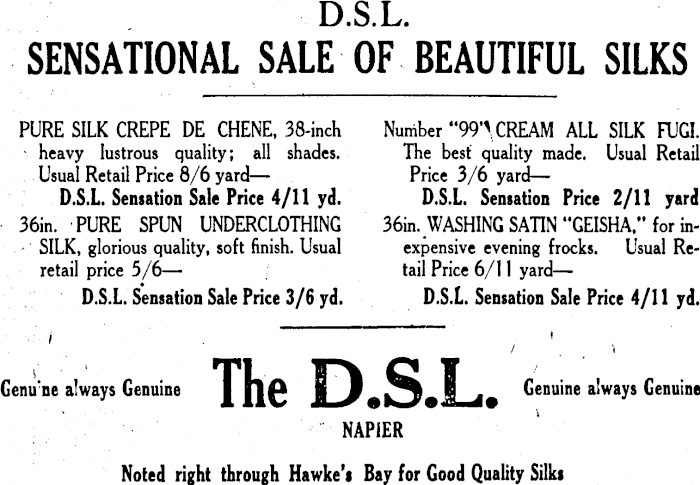 D.S.L.
SENSATIONAL SALE OF BEAUTIFUL SILKS
PURE SILK CREPE DE CHENE, 38-inch
heavy lustrous quality; all shades.
Usual Retail Price 8/6 yard—
D.S.L. Sensation Sale Price 4/11 yd.
36in. PURE SPUN UNDERCLOTHING
SILK, glorious quality, soft finish. Usual
retail price 5/6—
D.S.L. Sensation Sale Price 3/6 yd.
Number "99" CREAM ALL SILK FUGI.
The best quality made. Usual Retail
Price 3/6 yard—
D.S.L. Sensation Price 2/11 yard
36in. WASHING SATIN "GEISHA," for in-
expensive evening frocks. Usual Re-
tail Price 6/11 yard—
D.S.L. Sensation Sale Price 4/11 yd.
Genuine always Genuine
The D.S.L.
Genuine always Genuine
NAPIER
Noted right through Hawke's Bay for Good Quality Silks